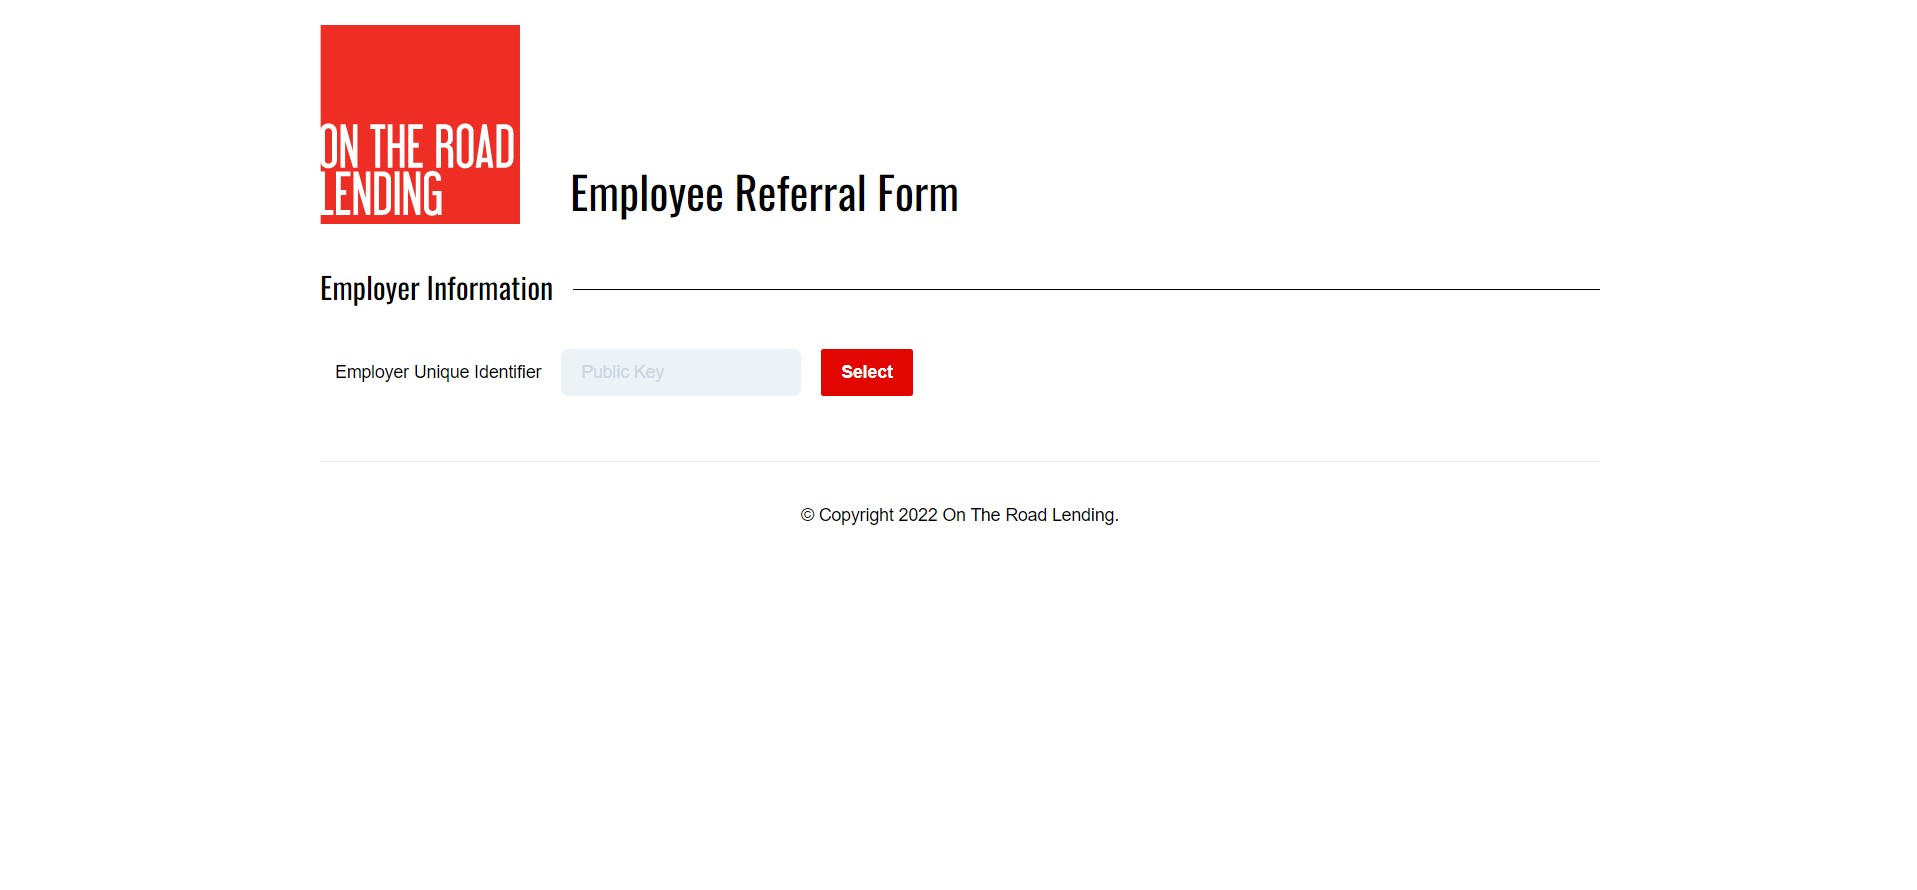 ON THE ROAD
LENDING
Employee Referral Form
Employer Information
Employer Unique Identifier Public Key Select
© Copyright 2022 On The Road Lending.